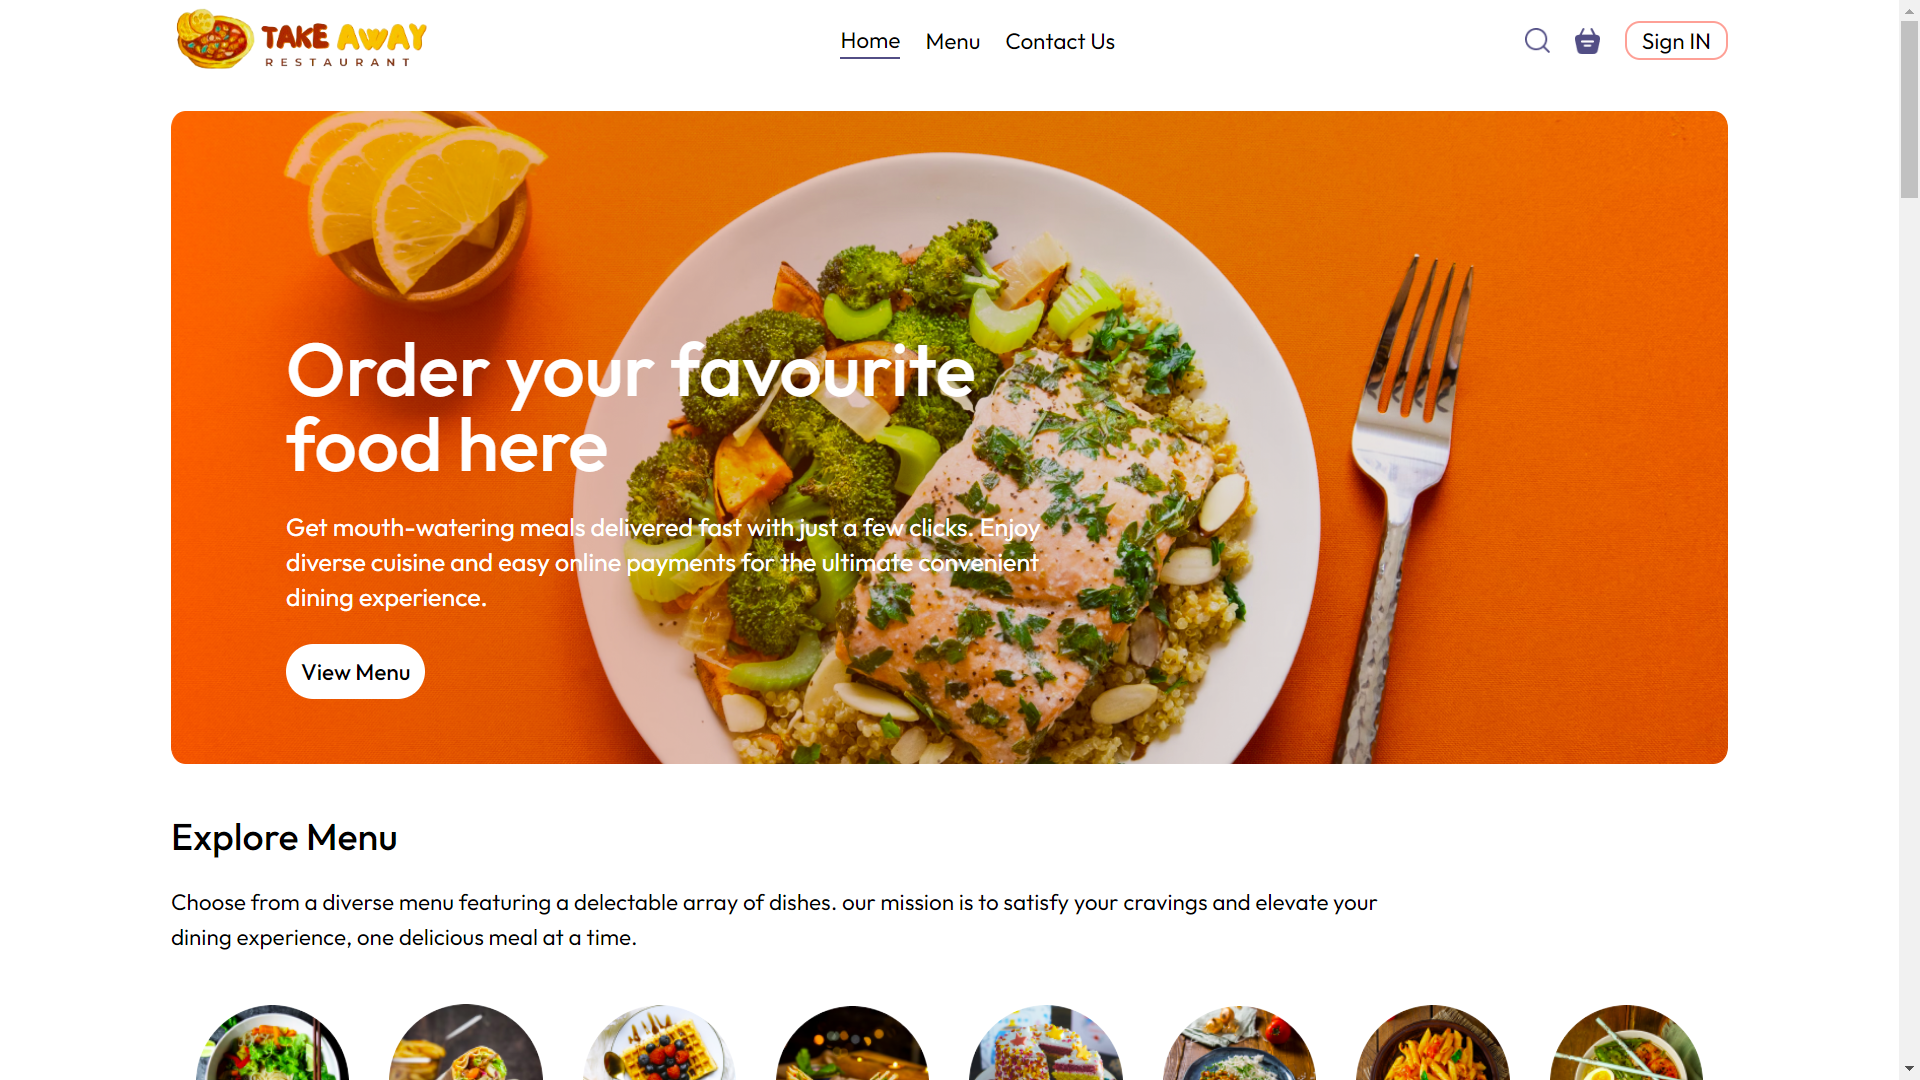 TAKE AWAY
RESTAURANT
Home Menu Contact Us
Sign IN
Order your favourite
food here
Get mouth-watering meals delivered fast with just a few clicks. Enjoy
diverse cuisine and easy online payments for the ultimate convenient
dining experience.
View Menu
Explore Menu
Choose from a diverse menu featuring a delectable array of dishes. our mission is to satisfy your cravings and elevate your
dining experience, one delicious meal at a time.